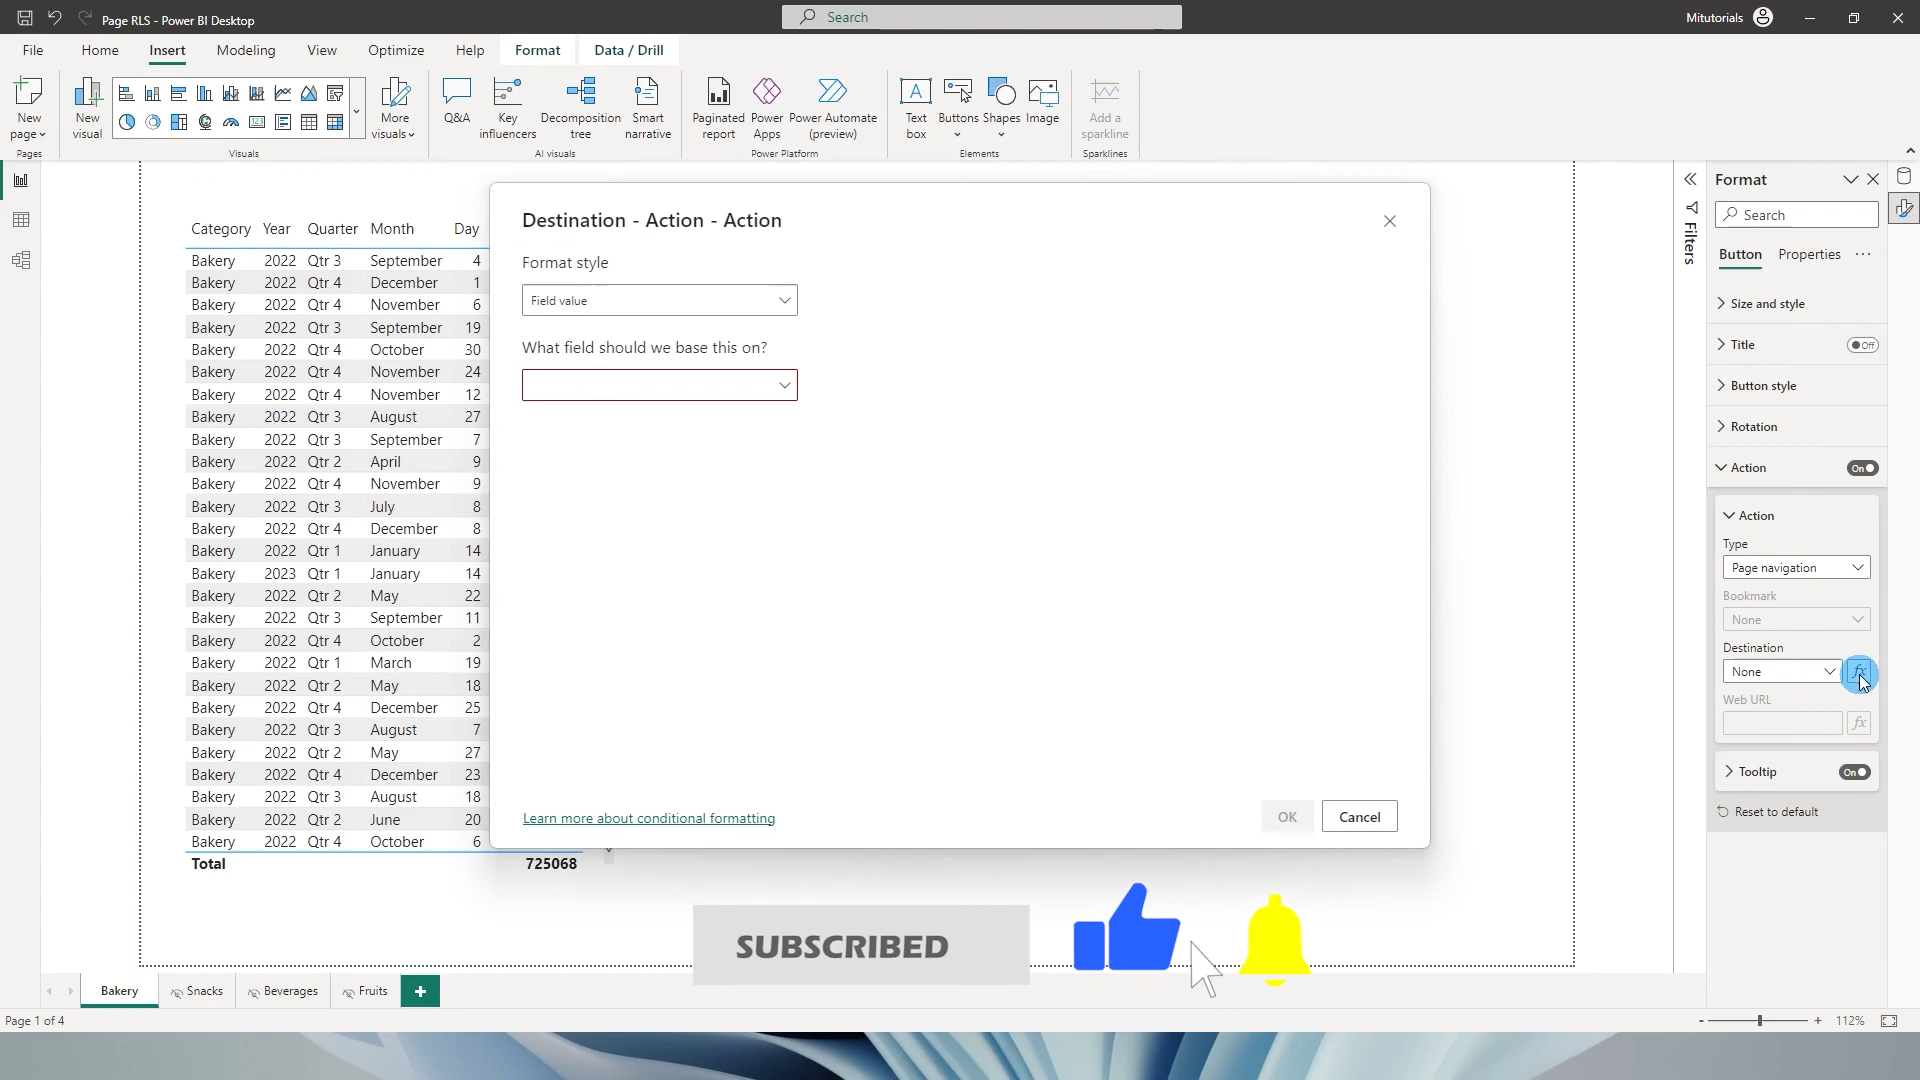 Page RLS - Power BI Desktop
Search
Mitutorials
File Home Insert Modeling View Optimize Help Format Data / Drill
New page
Pages
New visual
More visuals
Visuals
Q&A
Key influencers
Decomposition tree
Smart narrative
AI visuals
Paginated report
Power Apps
Power Automate (preview)
Power Platform
Text box
Buttons
Shapes
Image
Elements
Add a sparkline
Sparklines
Category Year Quarter Month Day
Bakery 2022 Qtr 3 September 4
Bakery 2022 Qtr 4 December 1
Bakery 2022 Qtr 4 November 6
Bakery 2022 Qtr 3 September 19
Bakery 2022 Qtr 4 October 30
Bakery 2022 Qtr 4 November 24
Bakery 2022 Qtr 4 November 12
Bakery 2022 Qtr 3 August 27
Bakery 2022 Qtr 3 September 7
Bakery 2022 Qtr 2 April 9
Bakery 2022 Qtr 4 November 9
Bakery 2022 Qtr 3 July 8
Bakery 2022 Qtr 4 December 8
Bakery 2022 Qtr 1 January 14
Bakery 2023 Qtr 1 January 14
Bakery 2022 Qtr 2 May 22
Bakery 2022 Qtr 3 September 11
Bakery 2022 Qtr 4 October 2
Bakery 2022 Qtr 1 March 19
Bakery 2022 Qtr 2 May 18
Bakery 2022 Qtr 4 December 25
Bakery 2022 Qtr 3 August 7
Bakery 2022 Qtr 2 May 27
Bakery 2022 Qtr 4 December 23
Bakery 2022 Qtr 3 August 18
Bakery 2022 Qtr 2 June 20
Bakery 2022 Qtr 4 October 6
Total 725068
Destination - Action - Action
Format style
Field value
What field should we base this on?
Learn more about conditional formatting
OK Cancel
Filters
Format
Search
Button Properties ...
Size and style
Title Off
Button style
Rotation
Action On
Action
Type
Page navigation
Bookmark
None
Destination
None fx
Web URL
fx
Tooltip On
Reset to default
SUBSCRIBED
Bakery Snacks Beverages Fruits +
Page 1 of 4
- + 112%